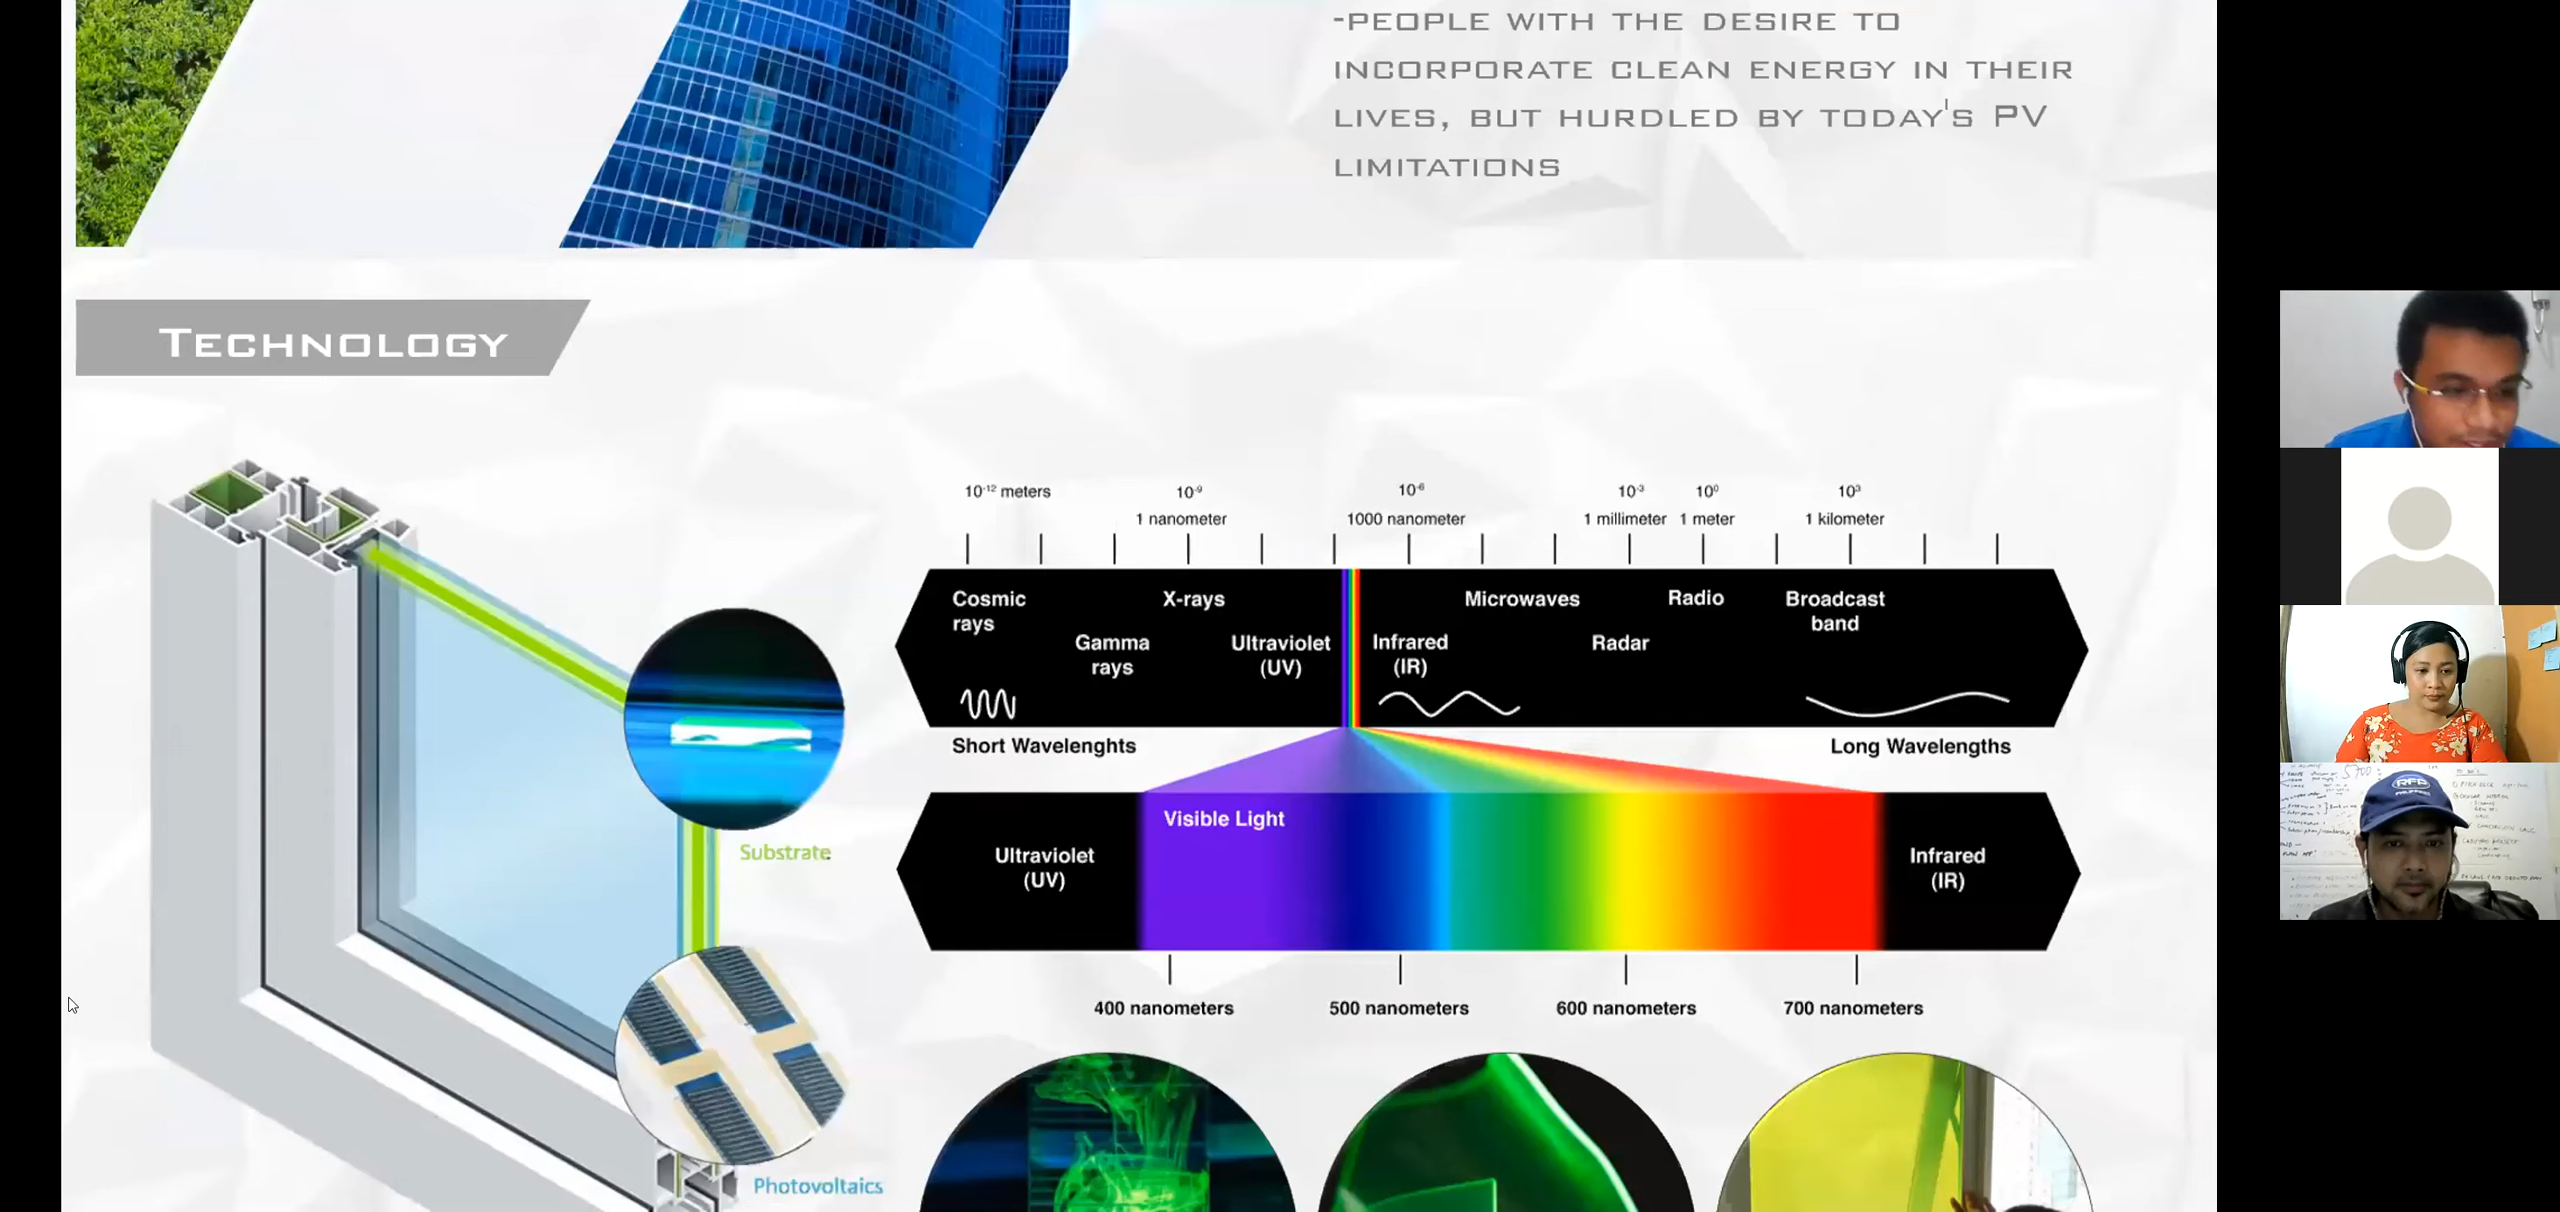 -PEOPLE WITH THE DESIRE TO
INCORPORATE CLEAN ENERGY IN THEIR
LIVES, BUT HURDLED BY TODAY'S PV
LIMITATIONS
TECHNOLOGY
10⁻¹² meters
10⁻⁹
10⁻⁶
10⁻³
10⁰
10³
1 nanometer
1000 nanometer
1 millimeter
1 meter
1 kilometer
Cosmic
rays
X-rays
Microwaves
Radio
Broadcast
band
Gamma
rays
Ultraviolet
(UV)
Infrared
(IR)
Radar
Short Wavelenghts
Long Wavelengths
Visible Light
Ultraviolet
(UV)
Infrared
(IR)
400 nanometers
500 nanometers
600 nanometers
700 nanometers
Substrate
Photovoltaics
RFP
PHILIPPINES